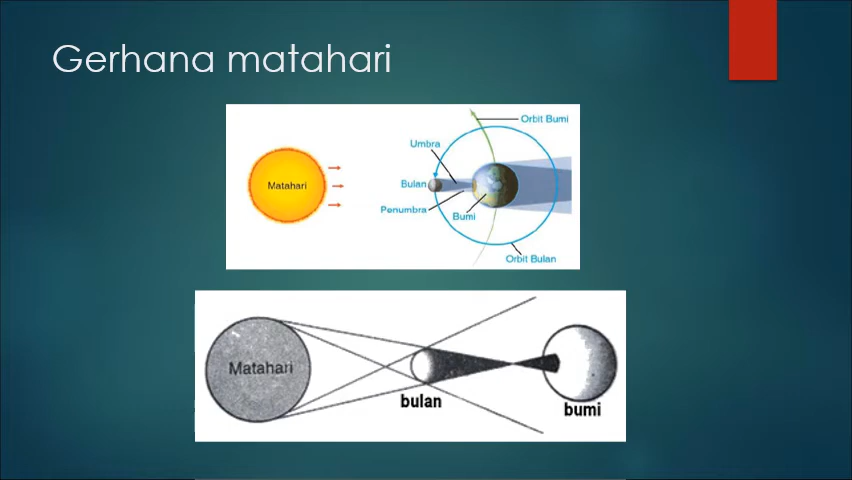 Gerhana matahari
Orbit Bumi
Umbra
Matahari
Bulan
Penumbra
Bumi
Orbit Bulan
Matahari
bulan
bumi